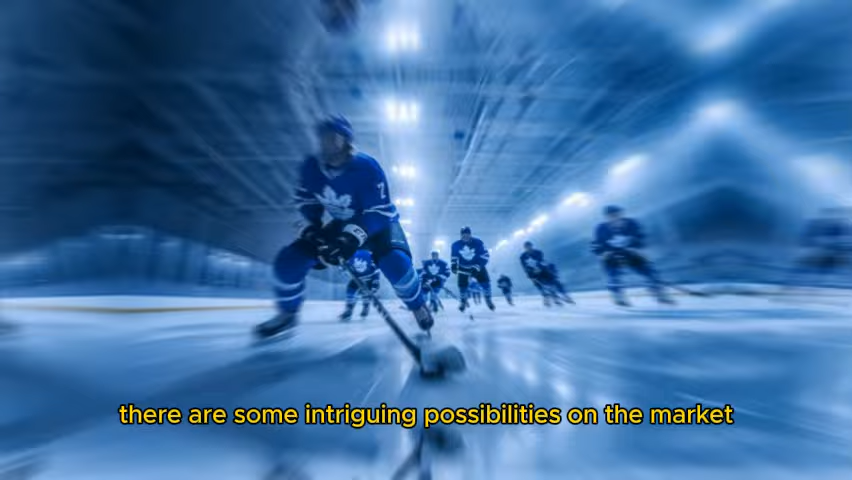 7
there are some intriguing possibilities on the market